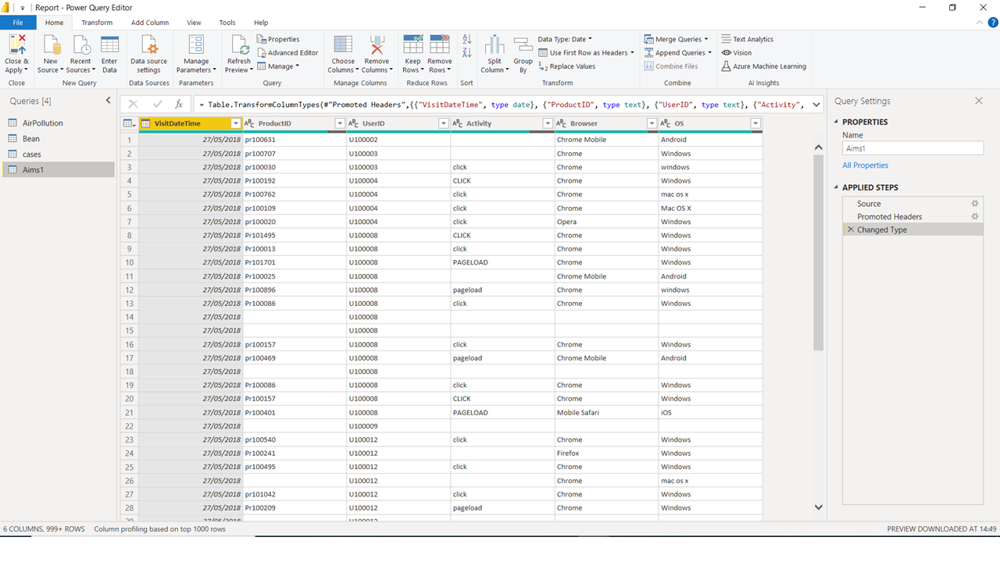 Report - Power Query Editor
File Home Transform Add Column View Tools Help
Close & Apply
New Source
Recent Sources
Enter Data
Data source settings
Manage Parameters
Refresh Preview
Properties
Advanced Editor
Manage
Choose Columns
Remove Columns
Keep Rows
Remove Rows
Split Column
Group By
Data Type: Date
Use First Row as Headers
Replace Values
Merge Queries
Append Queries
Combine Files
Text Analytics
Vision
Azure Machine Learning
Close New Query Data Sources Parameters Query Manage Columns Reduce Rows Sort Transform Combine AI Insights
Queries [4]
AirPollution
Bean
cases
Aims1
fx = Table.TransformColumnTypes(#"Promoted Headers",{{"VisitDateTime", type date}, {"ProductID", type text}, {"UserID", type text}, {"Activity",
VisitDateTime ProductID UserID Activity Browser OS
1 27/05/2018 pr100631 U100002 Chrome Mobile Android
2 27/05/2018 pr100707 U100003 Chrome Windows
3 27/05/2018 pr100030 U100003 click Chrome windows
4 27/05/2018 Pr100192 U100004 CLICK Chrome Windows
5 27/05/2018 Pr100762 U100004 click Chrome mac os x
6 27/05/2018 pr100109 U100004 click Chrome Mac OS X
7 27/05/2018 pr100020 U100004 click Opera Windows
8 27/05/2018 Pr101495 U100008 CLICK Chrome Windows
9 27/05/2018 Pr100013 U100008 click Chrome Windows
10 27/05/2018 Pr101701 U100008 PAGELOAD Chrome Windows
11 27/05/2018 Pr100025 U100008 Chrome Mobile Android
12 27/05/2018 Pr100896 U100008 pageload Chrome windows
13 27/05/2018 Pr100086 U100008 click Chrome Windows
14 27/05/2018 U100008
15 27/05/2018 U100008
16 27/05/2018 pr100157 U100008 click Chrome Windows
17 27/05/2018 pr100469 U100008 pageload Chrome Mobile Android
18 27/05/2018 U100008
19 27/05/2018 Pr100086 U100008 click Chrome Windows
20 27/05/2018 Pr100157 U100008 CLICK Chrome Windows
21 27/05/2018 Pr100401 U100008 PAGELOAD Mobile Safari iOS
22 27/05/2018 U100009
23 27/05/2018 pr100540 U100012 click Chrome Windows
24 27/05/2018 Pr100241 U100012 Firefox Windows
25 27/05/2018 pr100495 U100012 click Chrome Windows
26 27/05/2018 U100012 Chrome mac os x
27 27/05/2018 pr101042 U100012 click Chrome Windows
28 27/05/2018 Pr100209 U100012 pageload Chrome Windows
29 27/05/2018 U100012
Query Settings
PROPERTIES
Name
Aims1
All Properties
APPLIED STEPS
Source
Promoted Headers
Changed Type
6 COLUMNS, 999+ ROWS Column profiling based on top 1000 rows PREVIEW DOWNLOADED AT 14:49